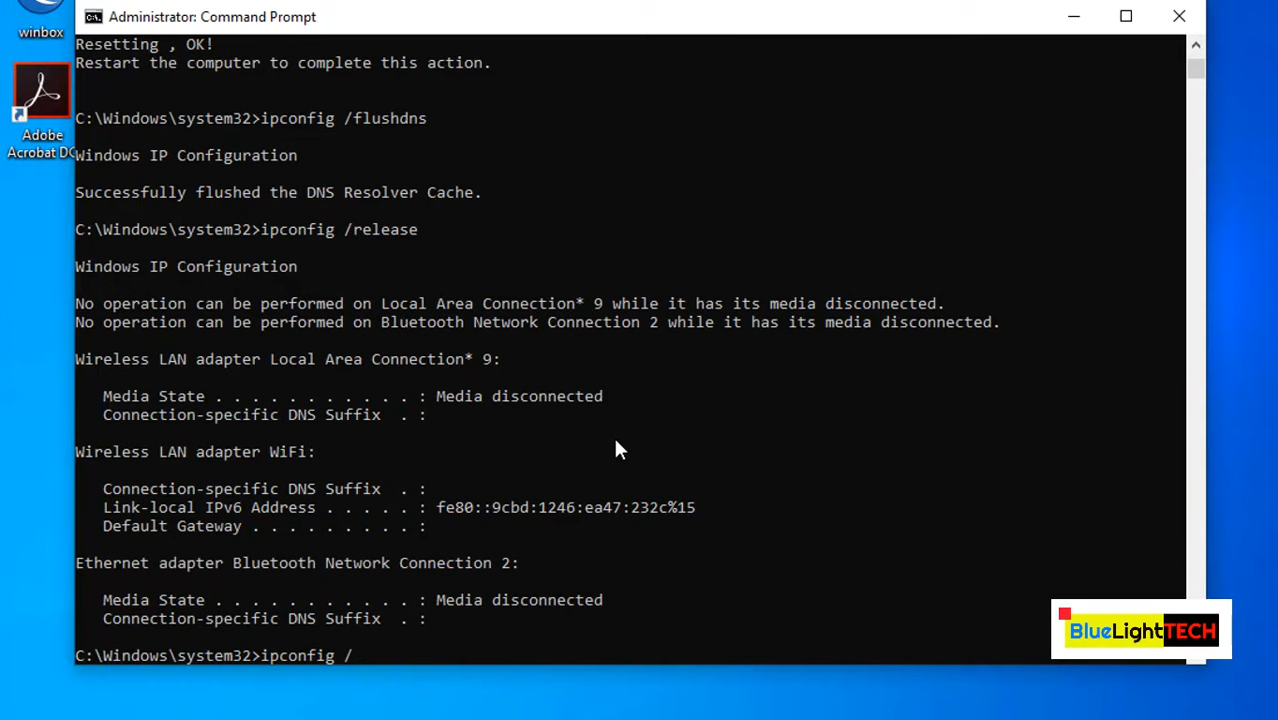 winbox
Adobe
Acrobat DC
Administrator: Command Prompt
Resetting , OK!
Restart the computer to complete this action.
C:\Windows\system32>ipconfig /flushdns
Windows IP Configuration
Successfully flushed the DNS Resolver Cache.
C:\Windows\system32>ipconfig /release
Windows IP Configuration
No operation can be performed on Local Area Connection* 9 while it has its media disconnected.
No operation can be performed on Bluetooth Network Connection 2 while it has its media disconnected.
Wireless LAN adapter Local Area Connection* 9:
Media State . . . . . . . . . . . : Media disconnected
Connection-specific DNS Suffix . :
Wireless LAN adapter WiFi:
Connection-specific DNS Suffix . :
Link-local IPv6 Address . . . . . : fe80::9cbd:1246:ea47:232c%15
Default Gateway . . . . . . . . . :
Ethernet adapter Bluetooth Network Connection 2:
Media State . . . . . . . . . . . : Media disconnected
Connection-specific DNS Suffix . :
C:\Windows\system32>ipconfig /
BlueLightTECH